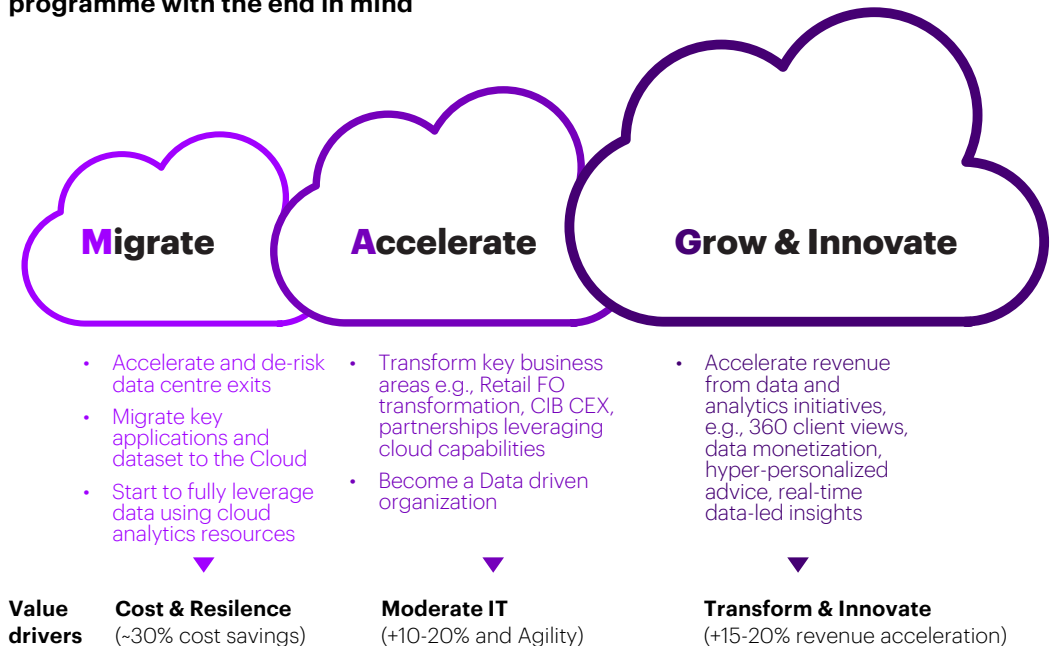 programme with the end in mind
Migrate
Accelerate
Grow & Innovate
• Accelerate and de-risk
data centre exits
• Migrate key
applications and
dataset to the Cloud
• Start to fully leverage
data using cloud
analytics resources
• Transform key business
areas e.g., Retail FO
transformation, CIB CEX,
partnerships leveraging
cloud capabilities
• Become a Data driven
organization
• Accelerate revenue
from data and
analytics initiatives,
e.g., 360 client views,
data monetization,
hyper-personalized
advice, real-time
data-led insights
Value
drivers
Cost & Resilence
(~30% cost savings)
Moderate IT
(+10-20% and Agility)
Transform & Innovate
(+15-20% revenue acceleration)